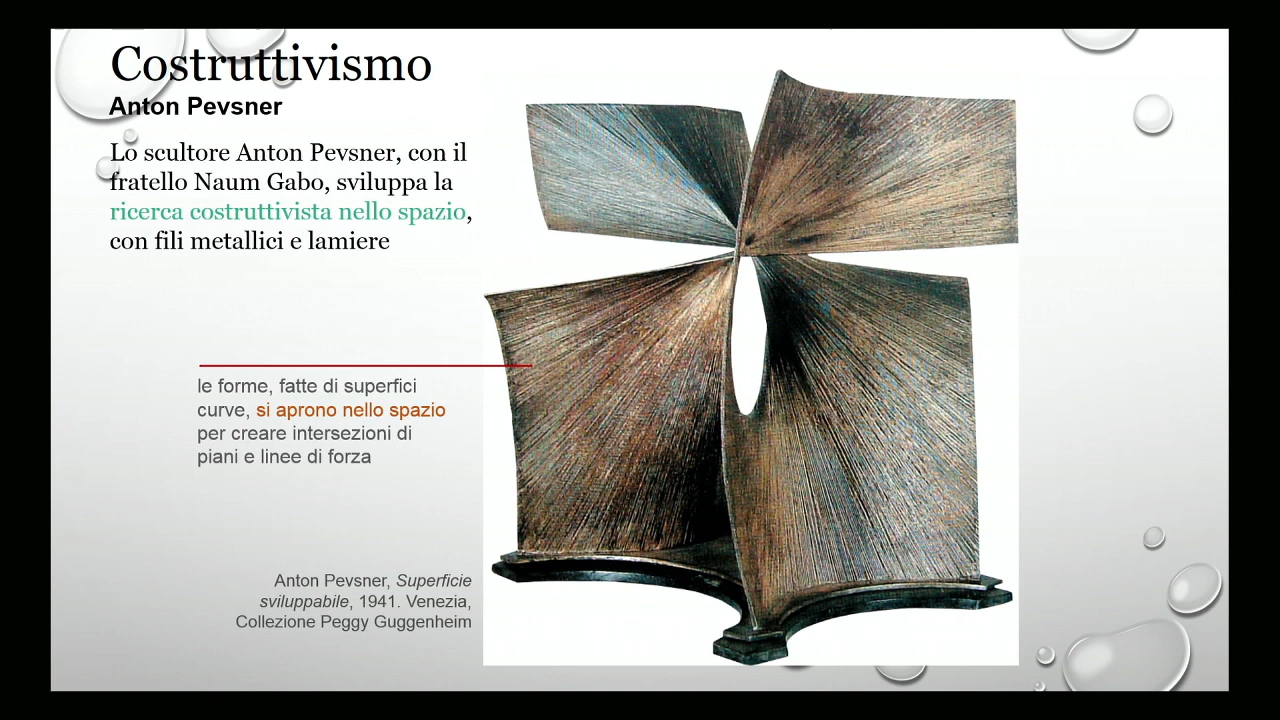 Costruttivismo
Anton Pevsner
Lo scultore Anton Pevsner, con il
fratello Naum Gabo, sviluppa la
ricerca costruttivista nello spazio,
con fili metallici e lamiere
le forme, fatte di superfici
curve, si aprono nello spazio
per creare intersezioni di
piani e linee di forza
Anton Pevsner, Superficie
sviluppabile, 1941. Venezia,
Collezione Peggy Guggenheim